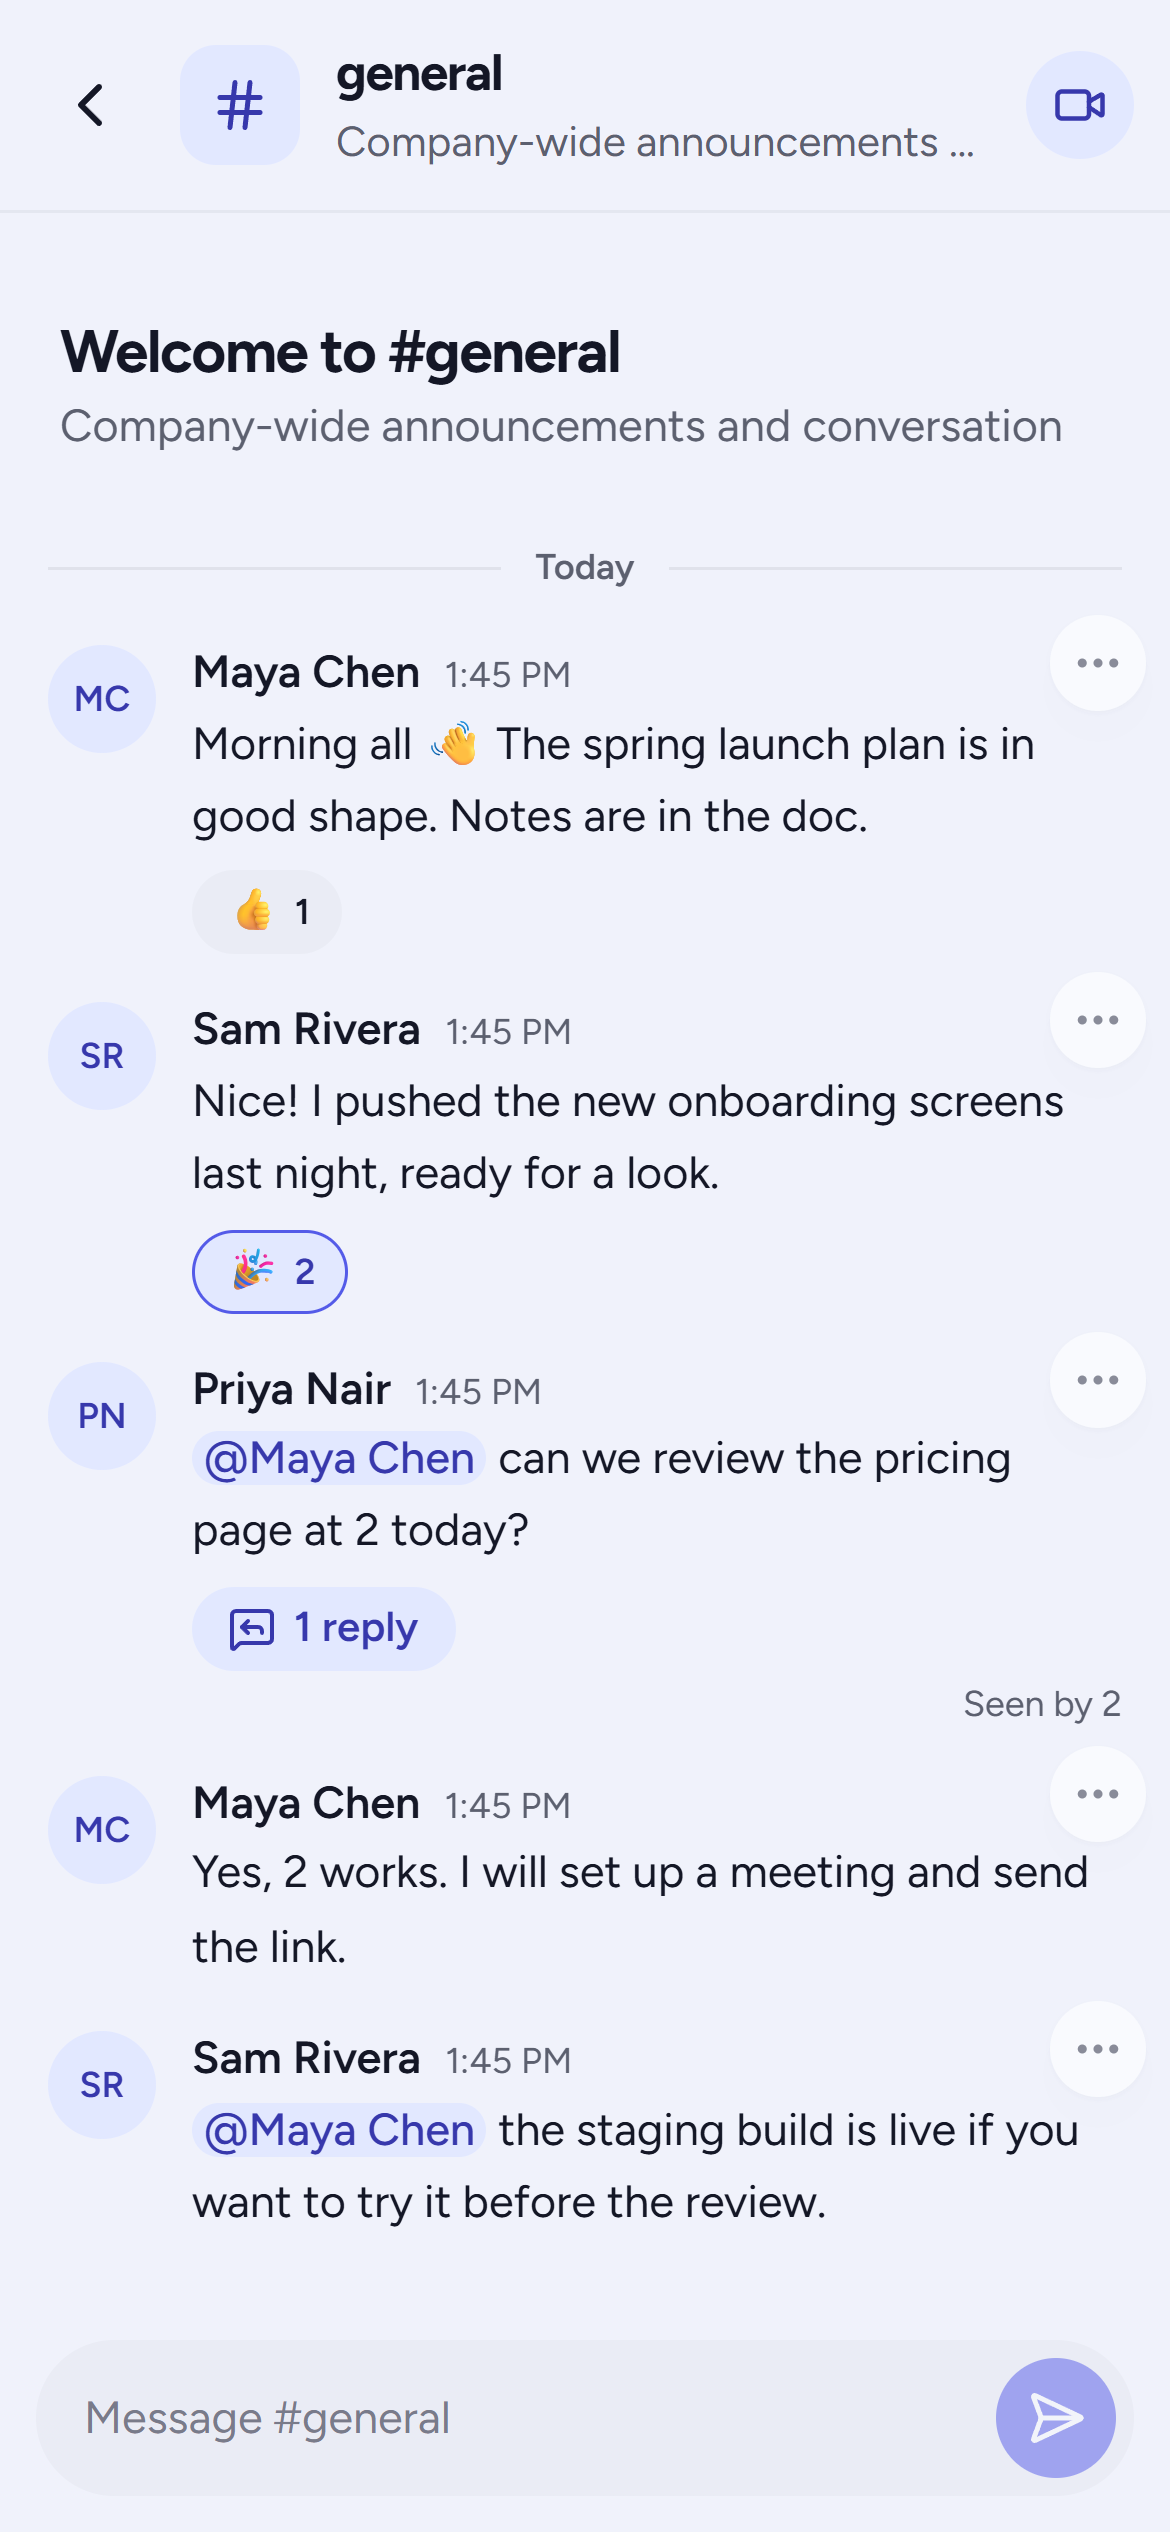 general
Company-wide announcements ...
Welcome to #general
Company-wide announcements and conversation
Today
MC
Maya Chen 1:45 PM
Morning all 👋 The spring launch plan is in
good shape. Notes are in the doc.
👍 1
SR
Sam Rivera 1:45 PM
Nice! I pushed the new onboarding screens
last night, ready for a look.
🎉 2
PN
Priya Nair 1:45 PM
@Maya Chen can we review the pricing
page at 2 today?
1 reply
Seen by 2
MC
Maya Chen 1:45 PM
Yes, 2 works. I will set up a meeting and send
the link.
SR
Sam Rivera 1:45 PM
@Maya Chen the staging build is live if you
want to try it before the review.
Message #general